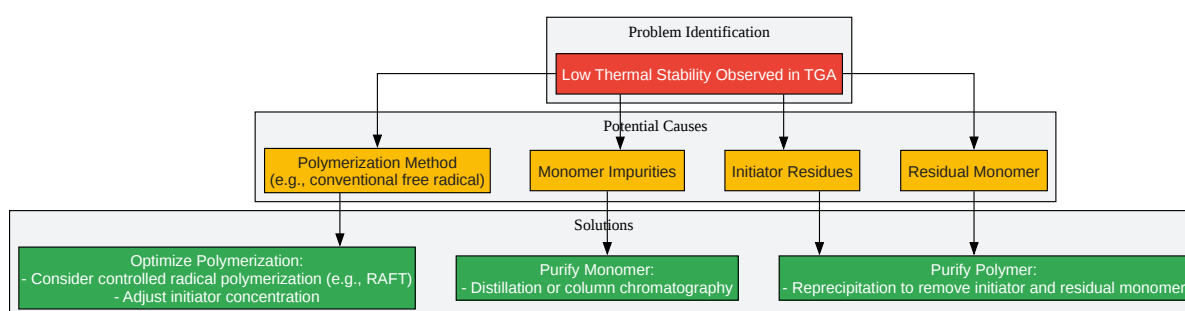 Problem Identification
Low Thermal Stability Observed in TGA
Potential Causes
Polymerization Method
(e.g., conventional free radical)
Monomer Impurities
Initiator Residues
Residual Monomer
Solutions
Optimize Polymerization:
- Consider controlled radical polymerization (e.g., RAFT)
- Adjust initiator concentration
Purify Monomer:
- Distillation or column chromatography
Purify Polymer:
- Reprecipitation to remove initiator and residual monomer